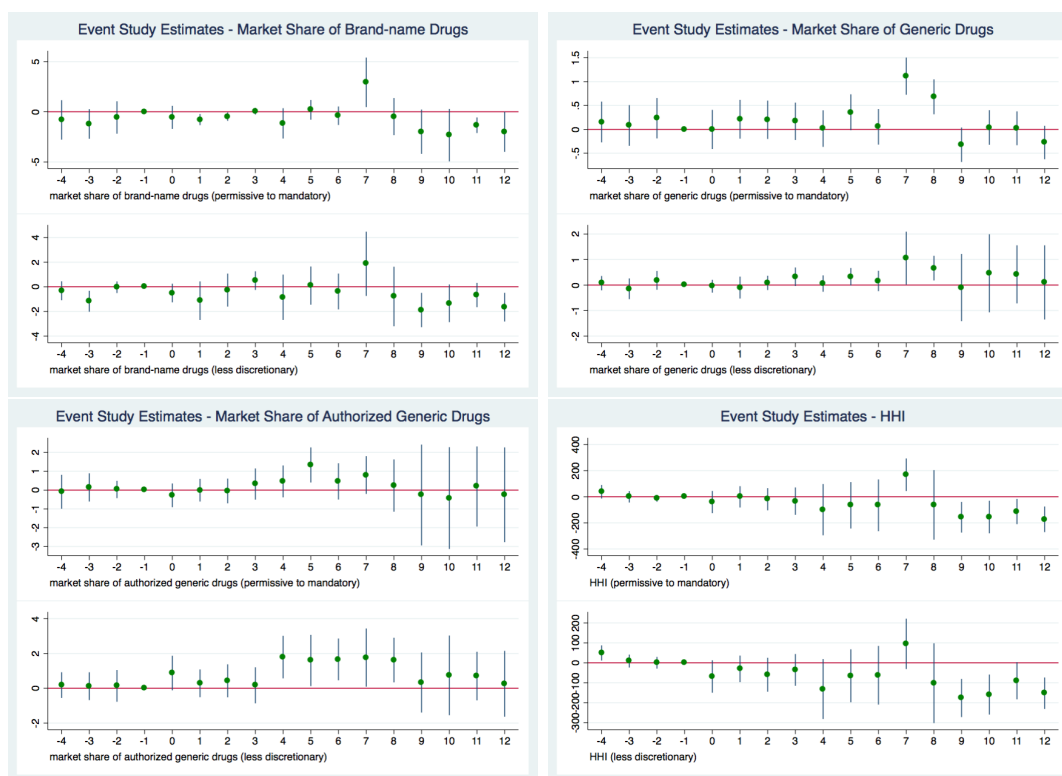 Event Study Estimates - Market Share of Brand-name Drugs
5
0
-5
-4 -3 -2 -1 0 1 2 3 4 5 6 7 8 9 10 11 12
market share of brand-name drugs (permissive to mandatory)
4
2
0
-2
-4
-4 -3 -2 -1 0 1 2 3 4 5 6 7 8 9 10 11 12
market share of brand-name drugs (less discretionary)
Event Study Estimates - Market Share of Generic Drugs
1.5
1
.5
0
-.5
-4 -3 -2 -1 0 1 2 3 4 5 6 7 8 9 10 11 12
market share of generic drugs (permissive to mandatory)
2
1
0
-1
-2
-4 -3 -2 -1 0 1 2 3 4 5 6 7 8 9 10 11 12
market share of generic drugs (less discretionary)
Event Study Estimates - Market Share of Authorized Generic Drugs
2
1
0
-1
-2
-3
-4 -3 -2 -1 0 1 2 3 4 5 6 7 8 9 10 11 12
market share of authorized generic drugs (permissive to mandatory)
4
2
0
-2
-4 -3 -2 -1 0 1 2 3 4 5 6 7 8 9 10 11 12
market share of authorized generic drugs (less discretionary)
Event Study Estimates - HHI
400
200
0
-200
-400
-4 -3 -2 -1 0 1 2 3 4 5 6 7 8 9 10 11 12
HHI (permissive to mandatory)
200
100
0
-100
-200
-300
-4 -3 -2 -1 0 1 2 3 4 5 6 7 8 9 10 11 12
HHI (less discretionary)